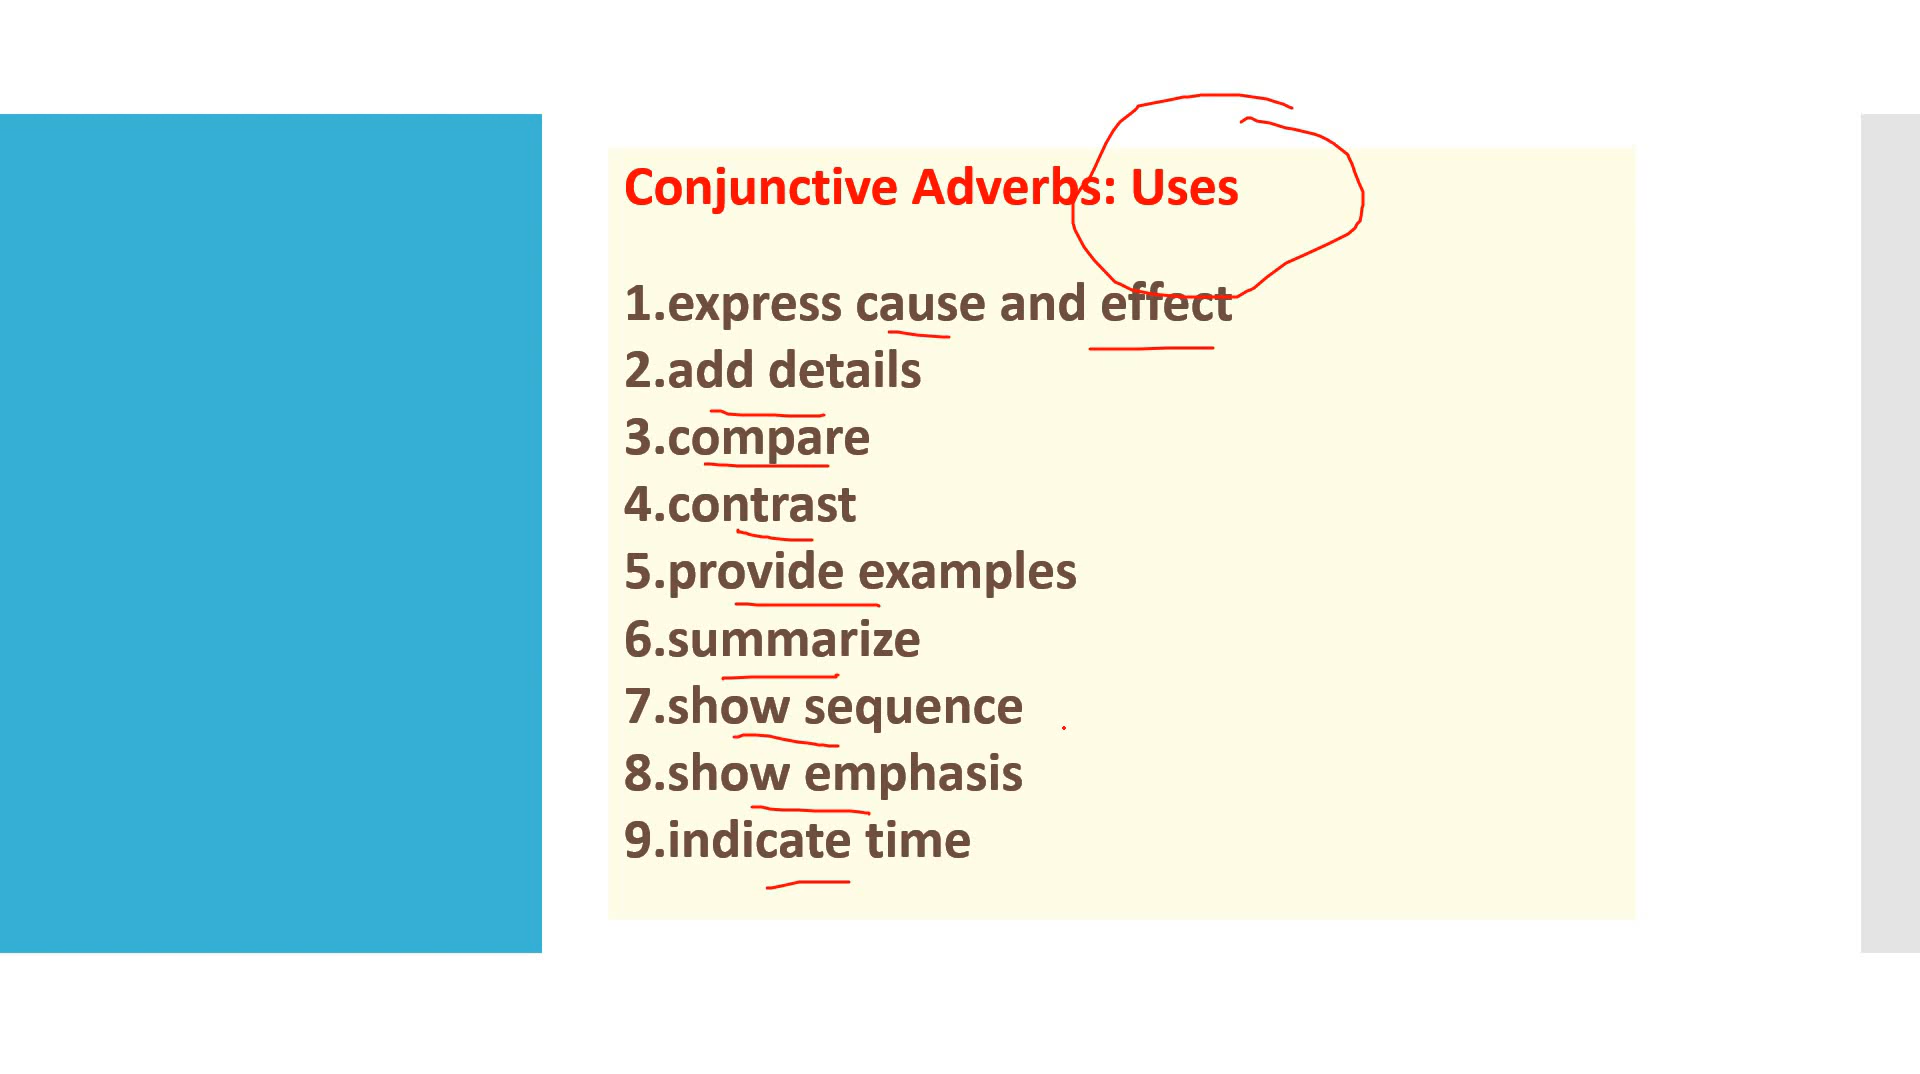 Conjunctive Adverbs: Uses
1.express cause and effect
2.add details
3.compare
4.contrast
5.provide examples
6.summarize
7.show sequence
8.show emphasis
9.indicate time